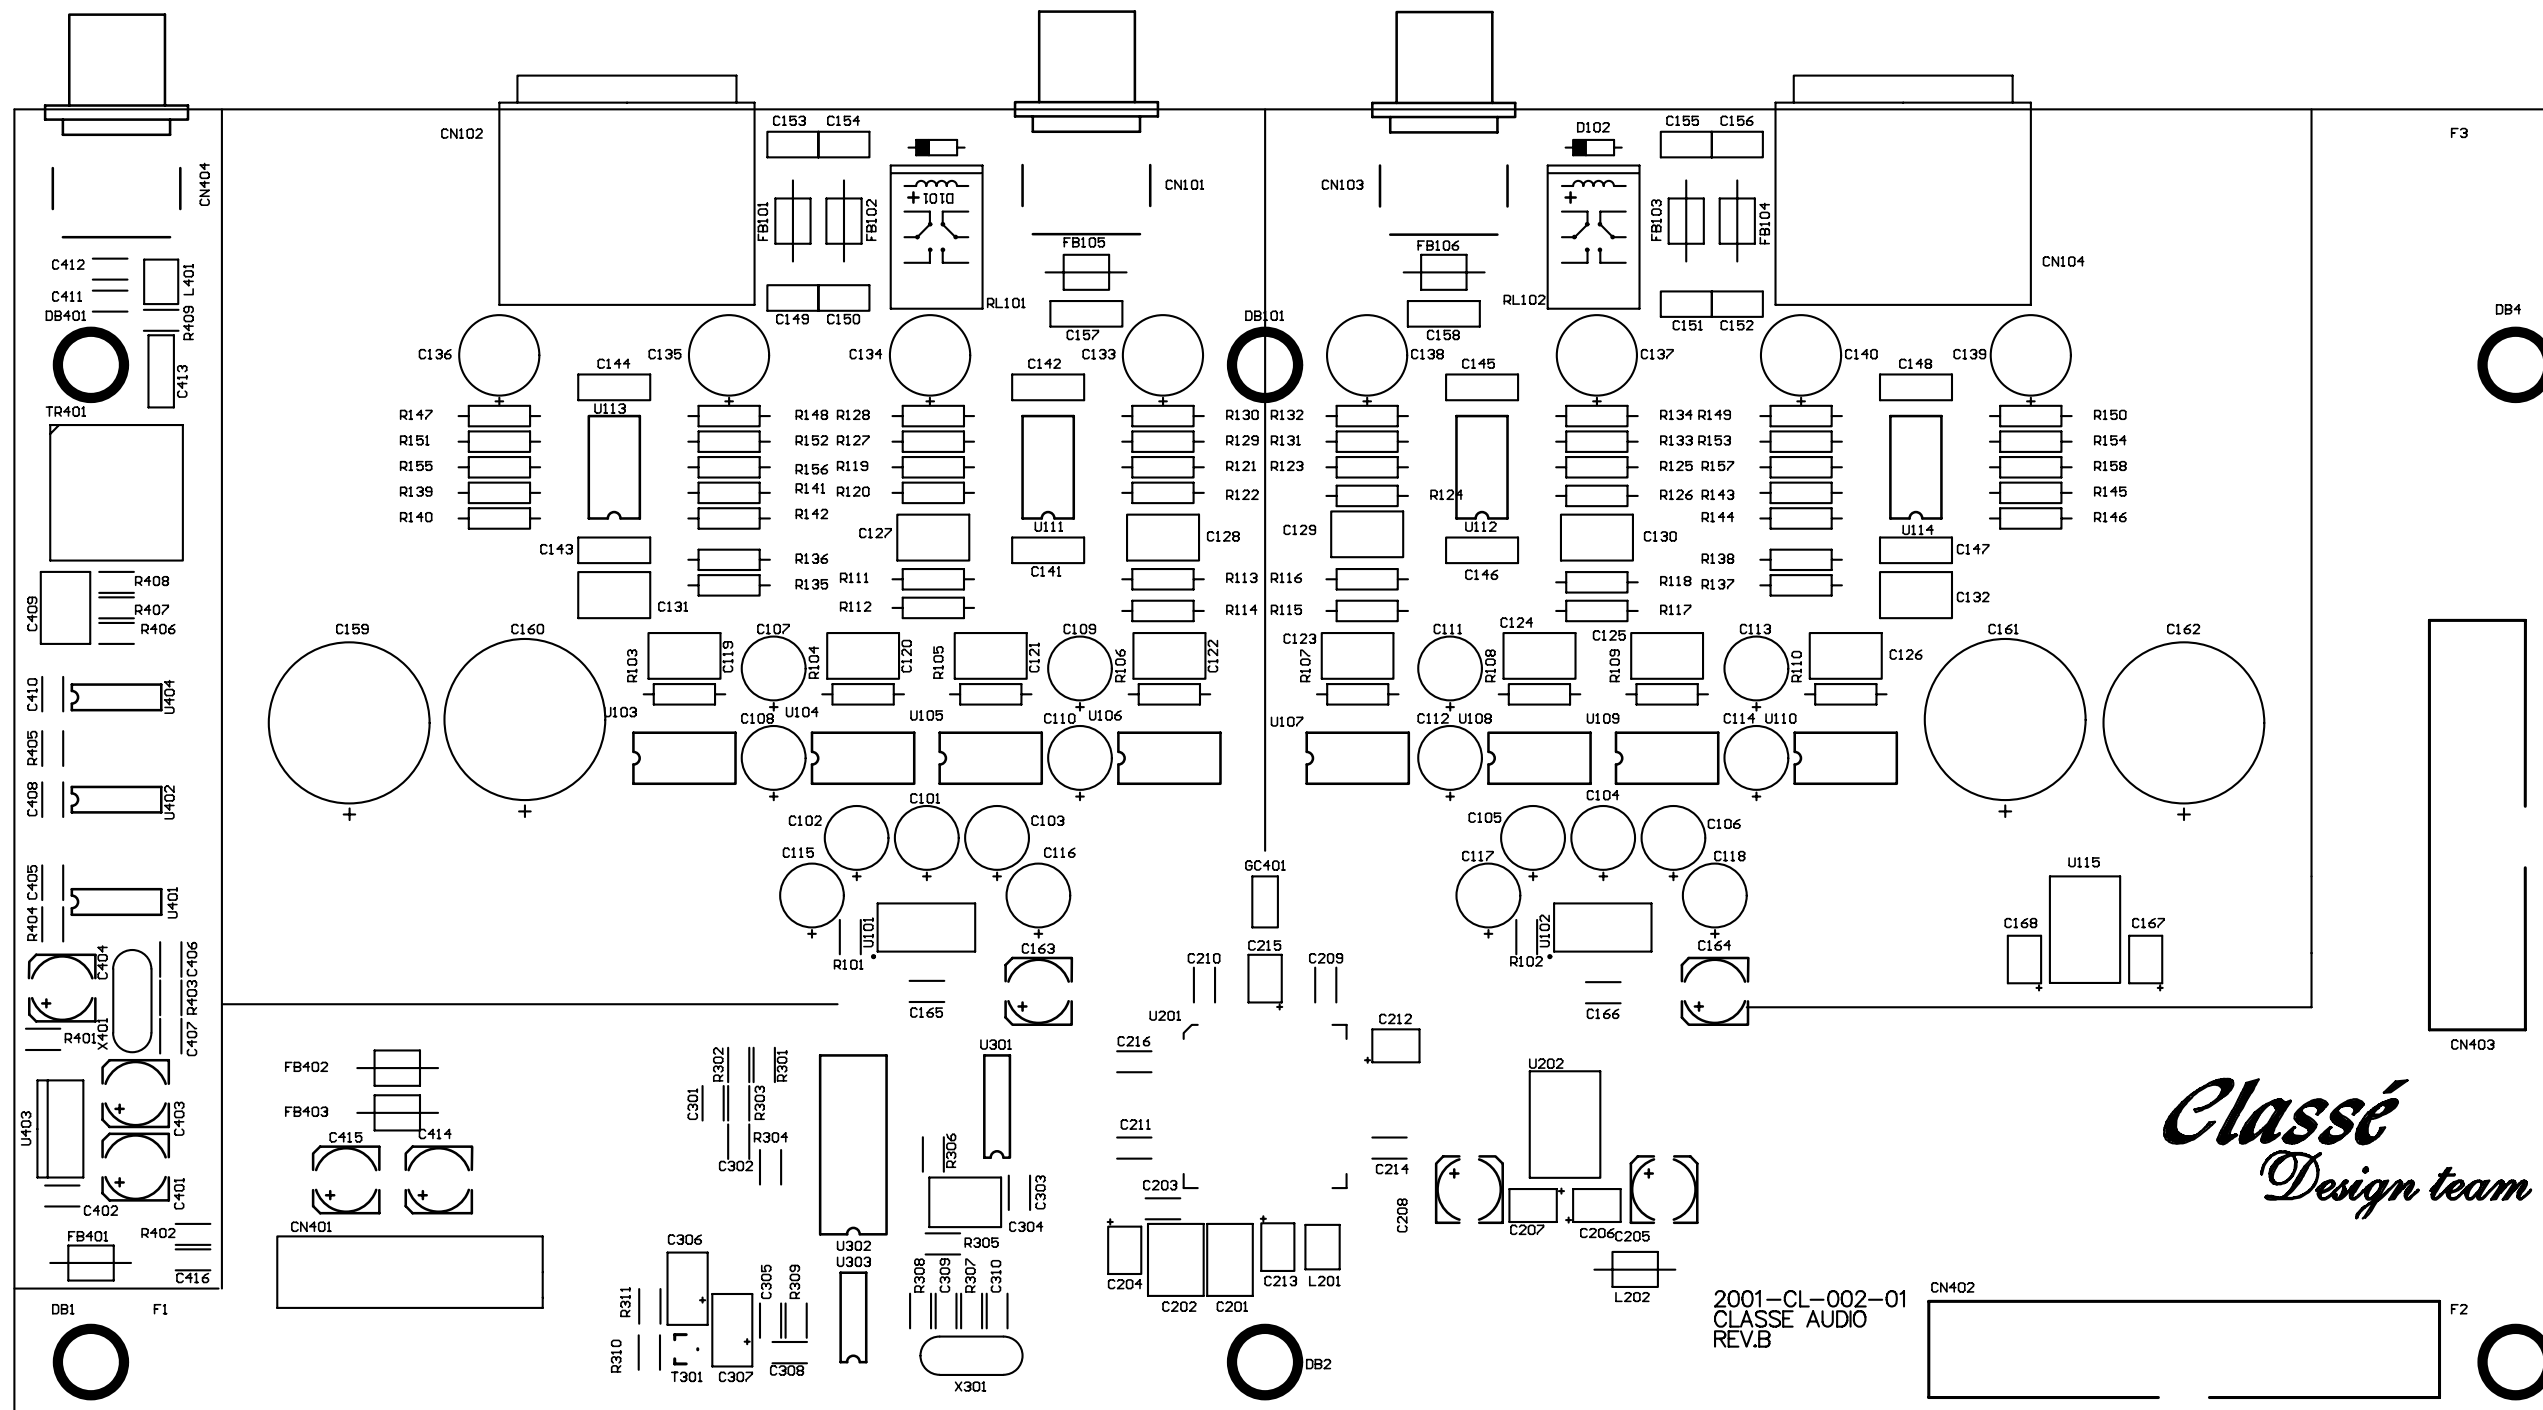 CN102
C153 C154
D102
C155 C156
F3
CN404
CN101
CN103
D101
FB101
FB102
FB103
FB104
FB105
FB106
CN104
C412
L401
C411
DB401
R409
C149 C150
RL101
C157
DB101
RL102
C158
C151 C152
DB4
C136
C135
C134
C133
C138
C137
C140
C139
C413
C144
C142
C145
C148
TR401
U113
R147
R148 R128
R130 R132
R134 R149
R150
R151
R152 R127
R129 R131
R133 R153
R154
R155
R156 R119
R121 R123
R125 R157
R158
R139
R141 R120
R122
R124
R126 R143
R145
R140
R142
R144
R146
C127
U111
C128
C129
U112
C130
U114
C143
R136
C141
C146
R138
C147
R408
R135
R111
R113 R116
R118
R137
C409
R407
C131
R112
R114 R115
R117
C132
R406
C159
C160
C107
C109
C123
C111
C124
C125
C113
C161
C162
R103
C119
R104
C120
R105
C121
R106
C122
R107
R108
R109
R110
C126
C410
U404
U103
C108
U104
U105
C110
U106
U107
C112
U108
U109
C114
U110
R405
C408
U402
C102
C101
C103
C105
C104
C106
C115
C116
C117
C118
GC401
U115
C405
U401
R404
C404
C406
U101
R101
C163
C210
C215
C209
U102
R102
C164
C168
C167
R403
C165
U201
C212
C166
R401
X401
C407
C216
U301
CN403
FB402
R302
R301
U202
FB403
C301
R303
Classé
Design team
U403
C403
C415
C414
R304
R306
C211
C302
C214
C401
C303
C203
C208
C402
CN401
C304
C207
C206
C205
FB401
R402
C306
U302
R305
C416
U303
C204
C202
C201
C213
L201
L202
CN402
R311
C305
R309
R308
C309
R307
C310
2001-CL-002-01
CLASSE AUDIO
REV.B
DB1
F1
F2
R310
T301
C307
C308
X301
DB2